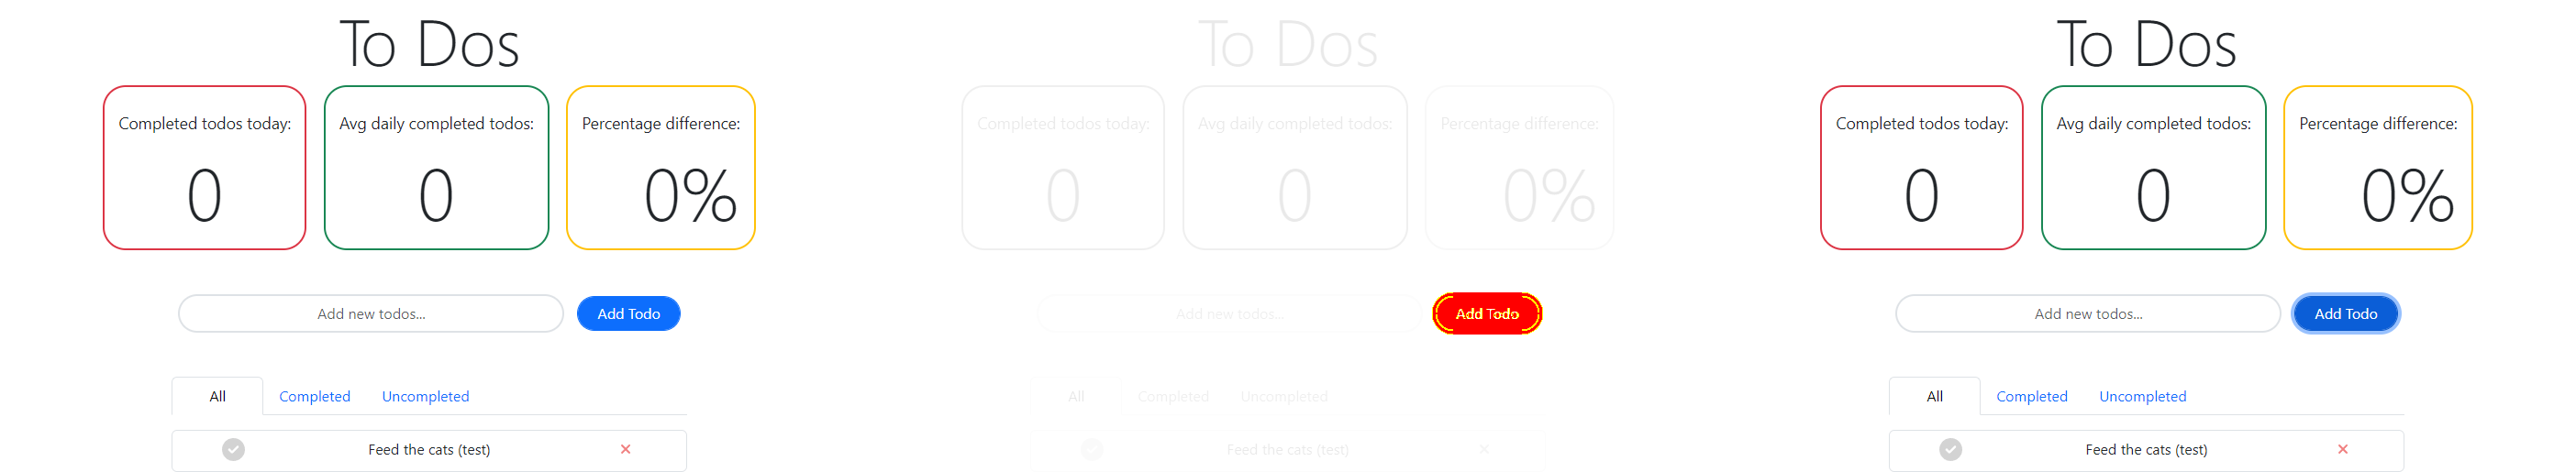 To Dos
Completed todos today:
0
Avg daily completed todos:
0
Percentage difference:
0%
Add new todos...
Add Todo
All Completed Uncompleted
Feed the cats (test)
To Dos
Completed todos today:
0
Avg daily completed todos:
0
Percentage difference:
0%
Add new todos...
Add Todo
All Completed Uncompleted
Feed the cats (test)
To Dos
Completed todos today:
0
Avg daily completed todos:
0
Percentage difference:
0%
Add new todos...
Add Todo
All Completed Uncompleted
Feed the cats (test)